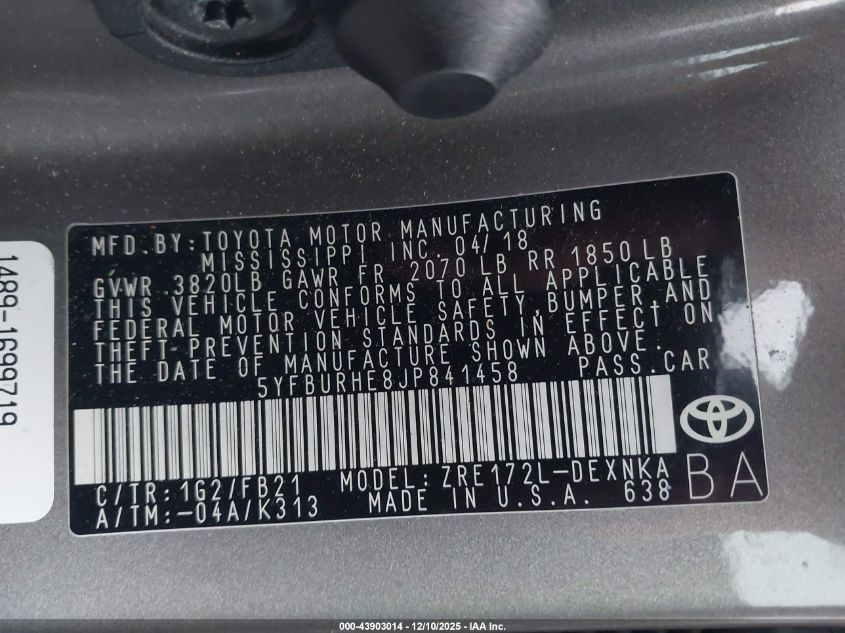 MFD.BY:TOYOTA MOTOR MANUFACTURING
MISSISSIPPI INC. 04/18
GVWR 3820LB GAWR FR 2070 LB RR 1850 LB
THIS VEHICLE CONFORMS TO ALL APPLICABLE
FEDERAL MOTOR VEHICLE SAFETY,BUMPER,AND
THEFT-PREVENTION STANDARDS IN EFFECT ON
THE DATE OF MANUFACTURE SHOWN ABOVE.
5YFBURHE8JP841458 PASS.CAR
C/TR:1G2/FB21 MODEL:ZRE172L-DEXNKA
A/TM:-04A/K313 MADE IN U.S.A. 638
BA
1489-1699719
000-43903014 - 12/10/2025 - IAA Inc.